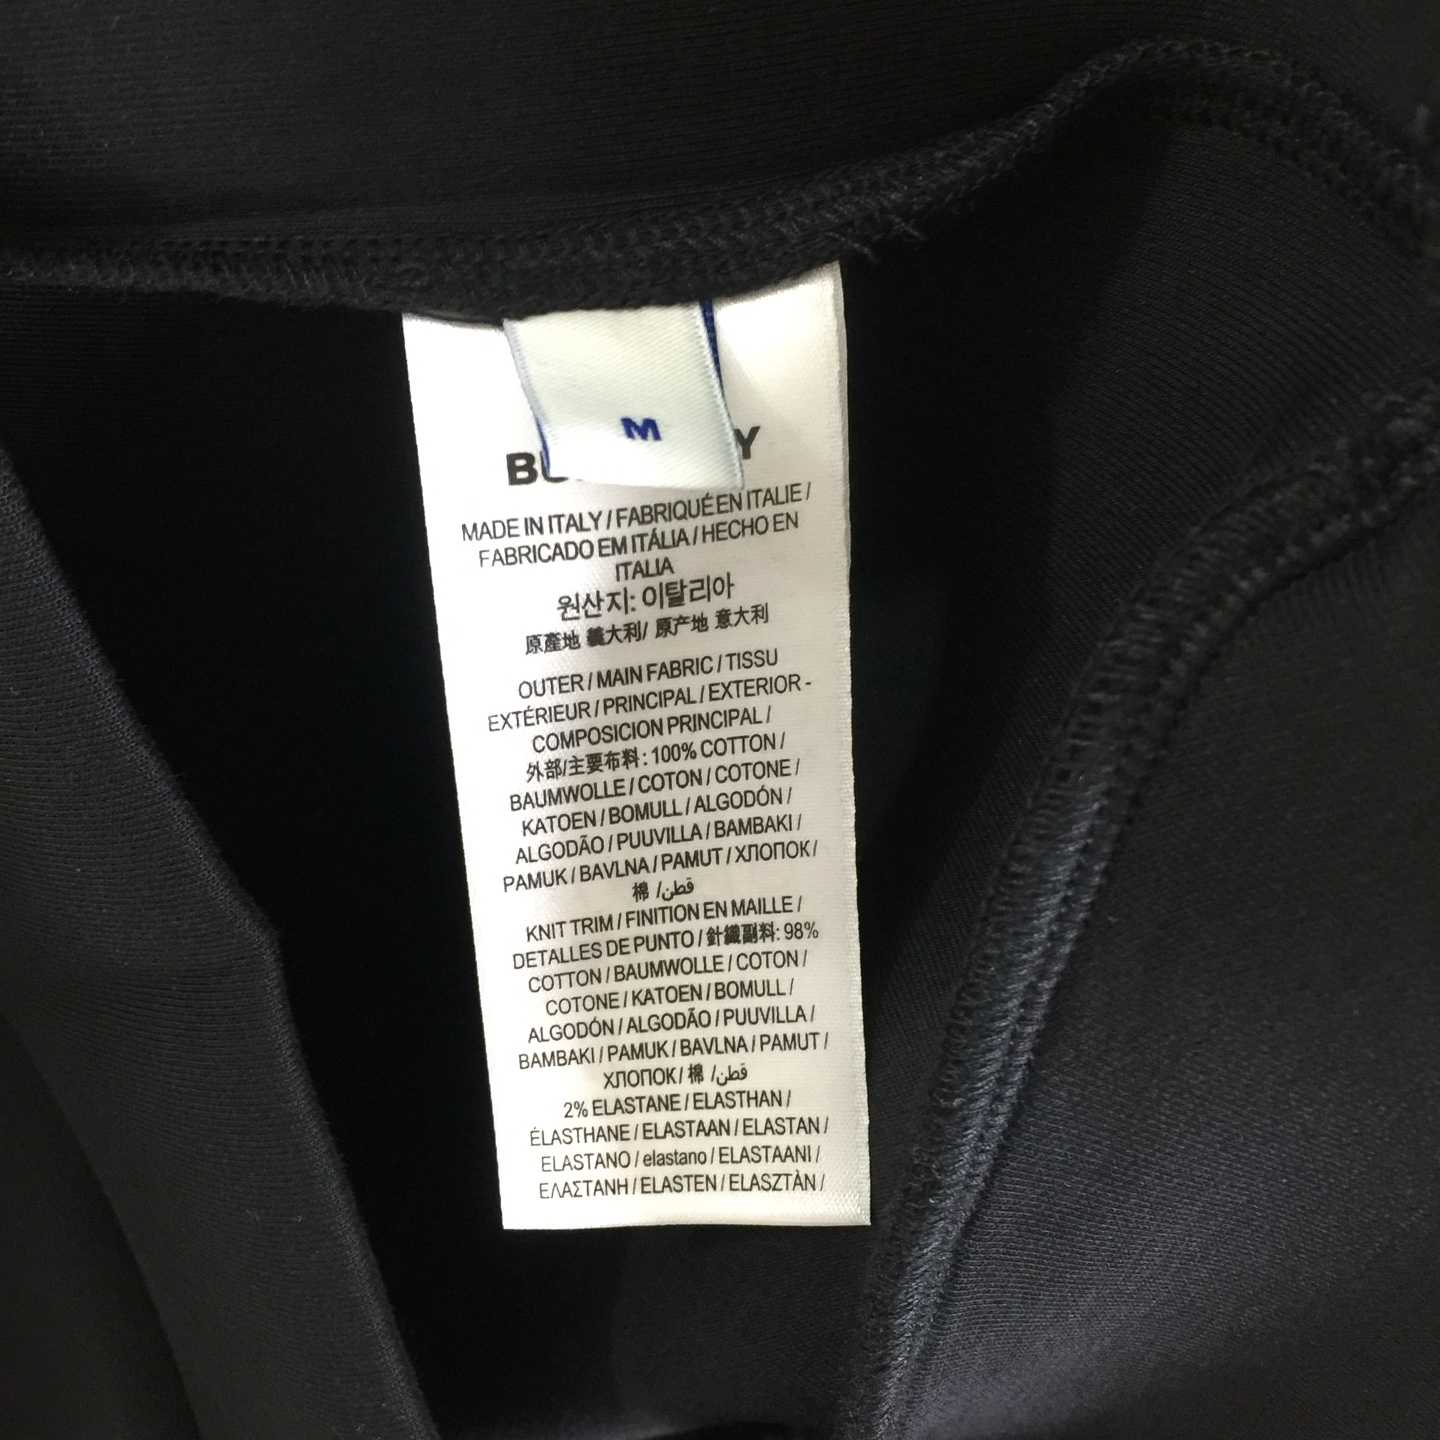 M
MADE IN ITALY / FABRIQUÉ EN ITALIE /
FABRICADO EM ITÁLIA / HECHO EN
ITALIA
원산지: 이탈리아
原產地 義大利/ 原产地 意大利
OUTER / MAIN FABRIC / TISSU
EXTÉRIEUR / PRINCIPAL / EXTERIOR -
COMPOSICION PRINCIPAL /
外部/主要布料: 100% COTTON /
BAUMWOLLE / COTON / COTONE /
KATOEN / BOMULL / ALGODÓN /
ALGODÃO / PUUVILLA / BAMBAKI /
PAMUK / BAVLNA / PAMUT / ХЛОПОК /
棉 /قطن
KNIT TRIM / FINITION EN MAILLE /
DETALLES DE PUNTO / 針織副料: 98%
COTTON / BAUMWOLLE / COTON /
COTONE / KATOEN / BOMULL /
ALGODÓN / ALGODÃO / PUUVILLA /
BAMBAKI / PAMUK / BAVLNA / PAMUT /
ХЛОПОК / 棉 /قطن
2% ELASTANE / ELASTHAN /
ÉLASTHANE / ELASTAAN / ELASTAN /
ELASTANO / elastano / ELASTAANI /
ΕΛΑΣΤΑΝΗ / ELASTEN / ELASZTÀN /